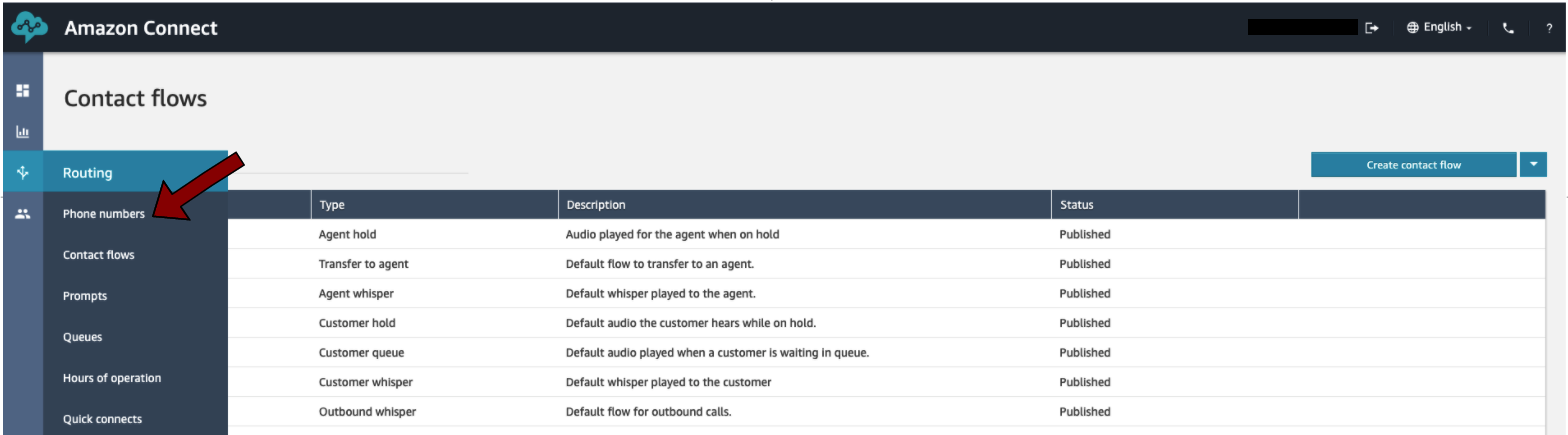 Amazon Connect
English
?
Contact flows
Routing
Create contact flow
Phone numbers
Contact flows
Prompts
Queues
Hours of operation
Quick connects
Type Description Status
Agent hold Audio played for the agent when on hold Published
Transfer to agent Default flow to transfer to an agent. Published
Agent whisper Default whisper played to the agent. Published
Customer hold Default audio the customer hears while on hold. Published
Customer queue Default audio played when a customer is waiting in queue. Published
Customer whisper Default whisper played to the customer Published
Outbound whisper Default flow for outbound calls. Published